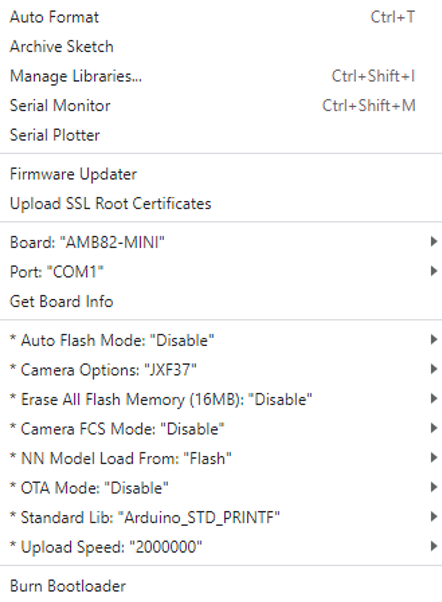 Auto Format Ctrl+T
Archive Sketch
Manage Libraries... Ctrl+Shift+I
Serial Monitor Ctrl+Shift+M
Serial Plotter
Firmware Updater
Upload SSL Root Certificates
Board: "AMB82-MINI"
Port: "COM1"
Get Board Info
* Auto Flash Mode: "Disable"
* Camera Options: "JXF37"
* Erase All Flash Memory (16MB): "Disable"
* Camera FCS Mode: "Disable"
* NN Model Load From: "Flash"
* OTA Mode: "Disable"
* Standard Lib: "Arduino_STD_PRINTF"
* Upload Speed: "2000000"
Burn Bootloader